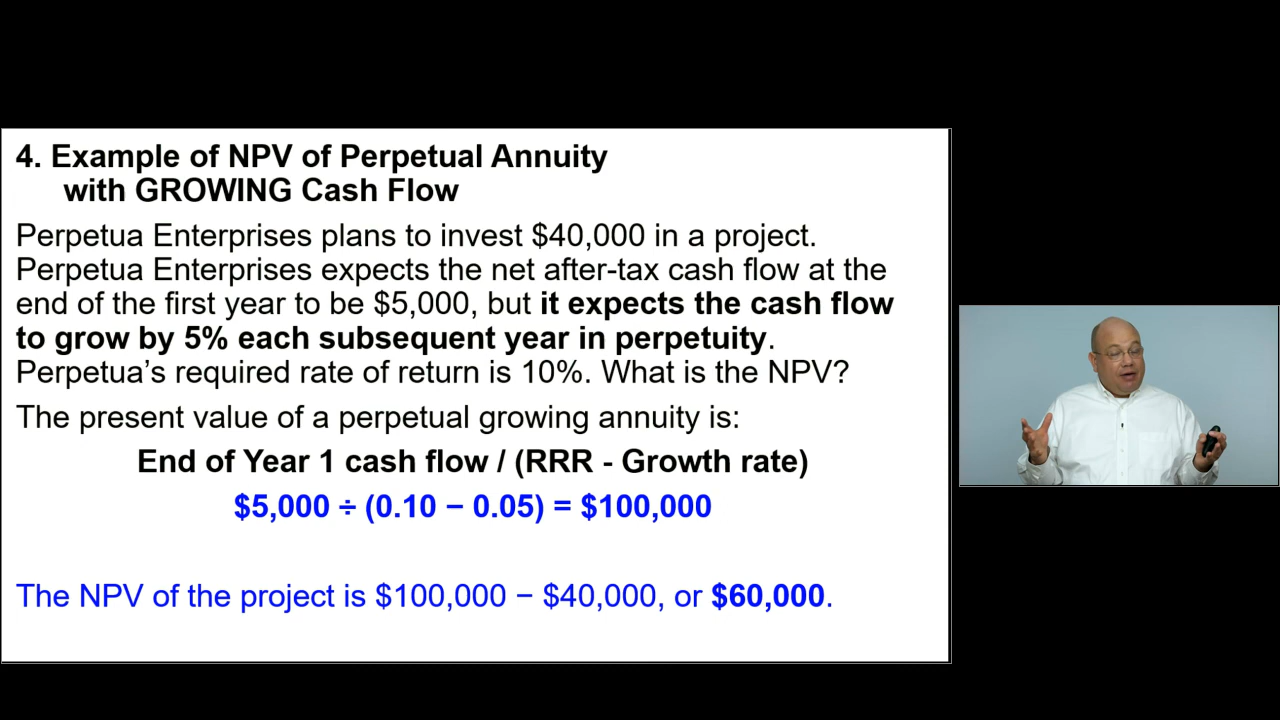 4. Example of NPV of Perpetual Annuity
with GROWING Cash Flow
Perpetua Enterprises plans to invest $40,000 in a project.
Perpetua Enterprises expects the net after-tax cash flow at the
end of the first year to be $5,000, but it expects the cash flow
to grow by 5% each subsequent year in perpetuity.
Perpetua’s required rate of return is 10%. What is the NPV?
The present value of a perpetual growing annuity is:
End of Year 1 cash flow / (RRR - Growth rate)
$5,000 ÷ (0.10 − 0.05) = $100,000
The NPV of the project is $100,000 − $40,000, or $60,000.